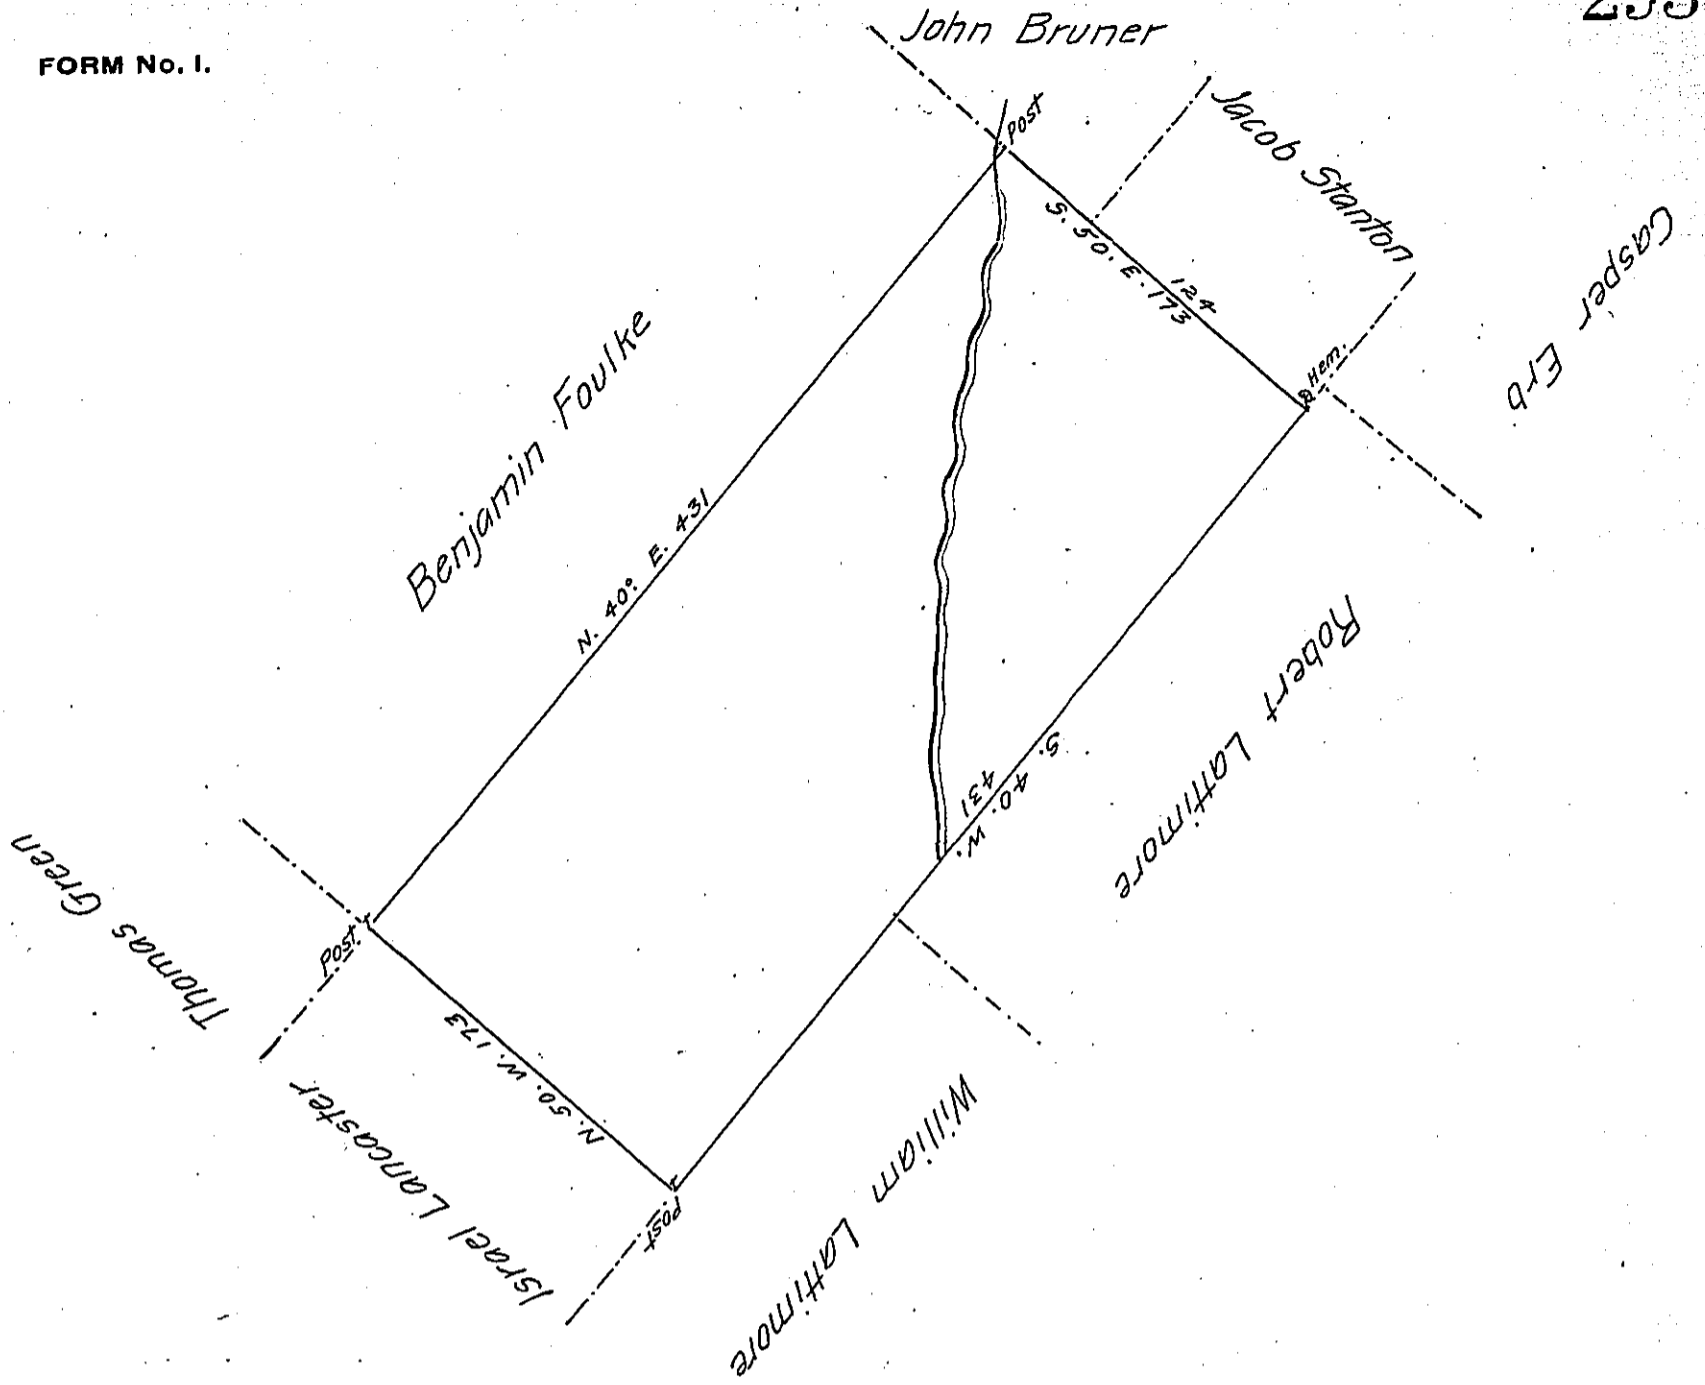 FORM No. 1.
John Bruner
Post
Jacob Stanton
Casper Erb
S. 50. E. 173
124
Hem.
Benjamin Foulke
N. 40° E. 431
Robert Lattimore
S. 40. W.
431
Thomas Green
Post.
N. 50. W. 173
Israel Lancaster
Post
William Lattimore